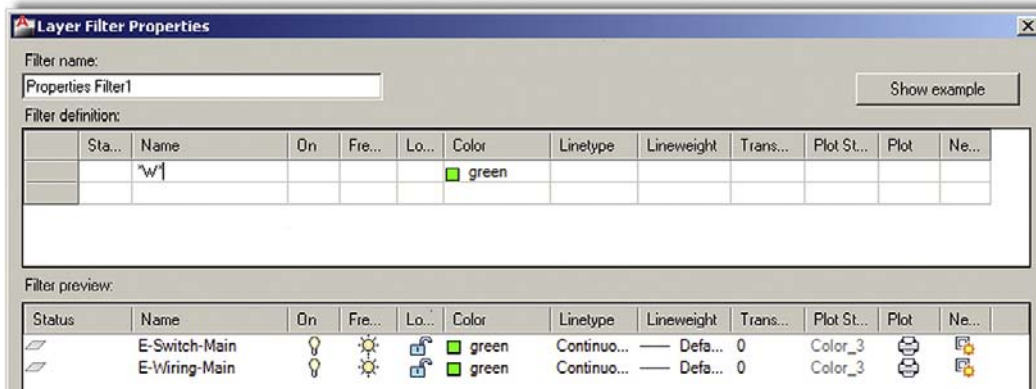 Layer Filter Properties
Filter name:
Properties Filter1
Show example
Filter definition:
Sta... Name On Fre... Lo... Color Linetype Lineweight Trans... Plot St... Plot Ne...
*W* green
Filter preview:
Status Name On Fre... Lo... Color Linetype Lineweight Trans... Plot St... Plot Ne...
E-Switch-Main green Continuo... Defa... 0 Color_3
E-Wiring-Main green Continuo... Defa... 0 Color_3